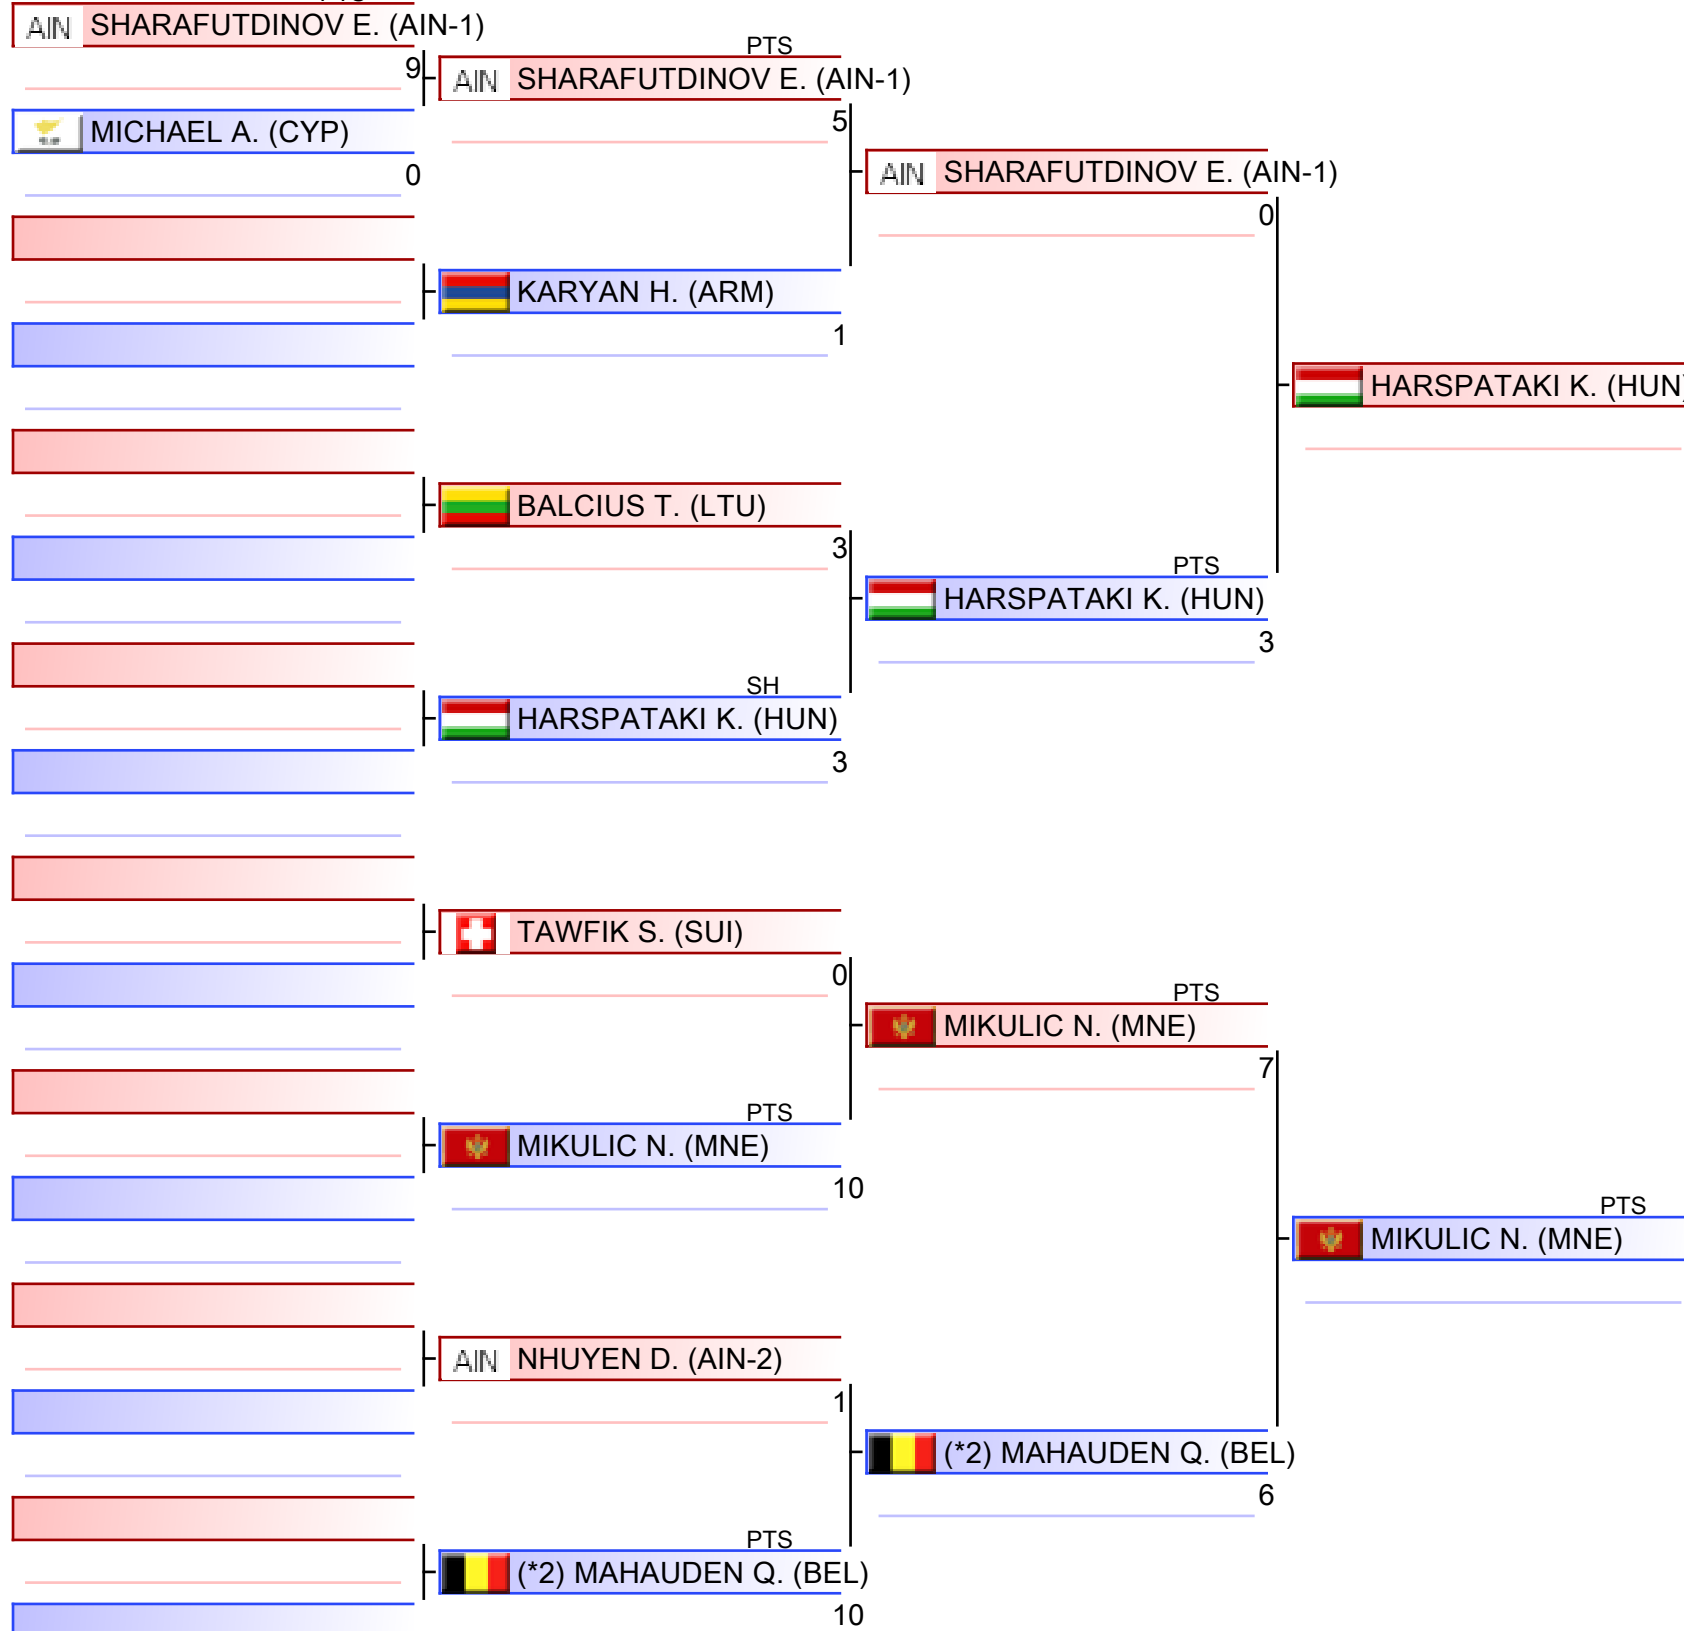 AIN SHARAFUTDINOV E. (AIN-1)
9
MICHAEL A. (CYP)
0
PTS
AIN SHARAFUTDINOV E. (AIN-1)
5
KARYAN H. (ARM)
1
BALCIUS T. (LTU)
3
SH
HARSPATAKI K. (HUN)
3
TAWFIK S. (SUI)
0
PTS
MIKULIC N. (MNE)
10
AIN NHUYEN D. (AIN-2)
1
PTS
(*2) MAHAUDEN Q. (BEL)
10
AIN SHARAFUTDINOV E. (AIN-1)
0
PTS
HARSPATAKI K. (HUN)
3
PTS
MIKULIC N. (MNE)
7
(*2) MAHAUDEN Q. (BEL)
6
HARSPATAKI K. (HUN)
PTS
MIKULIC N. (MNE)